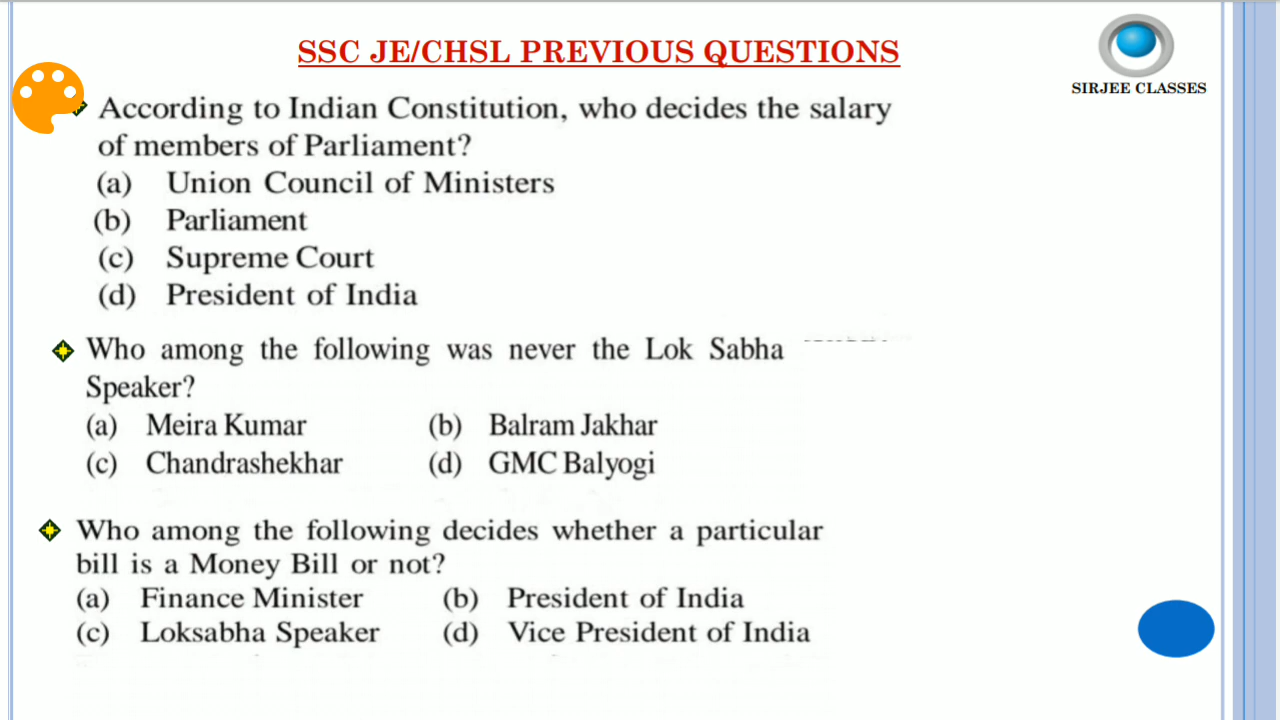 SSC JE/CHSL PREVIOUS QUESTIONS
SIRJEE CLASSES
According to Indian Constitution, who decides the salary
of members of Parliament?
(a) Union Council of Ministers
(b) Parliament
(c) Supreme Court
(d) President of India
Who among the following was never the Lok Sabha
Speaker?
(a) Meira Kumar (b) Balram Jakhar
(c) Chandrashekhar (d) GMC Balyogi
Who among the following decides whether a particular
bill is a Money Bill or not?
(a) Finance Minister (b) President of India
(c) Loksabha Speaker (d) Vice President of India